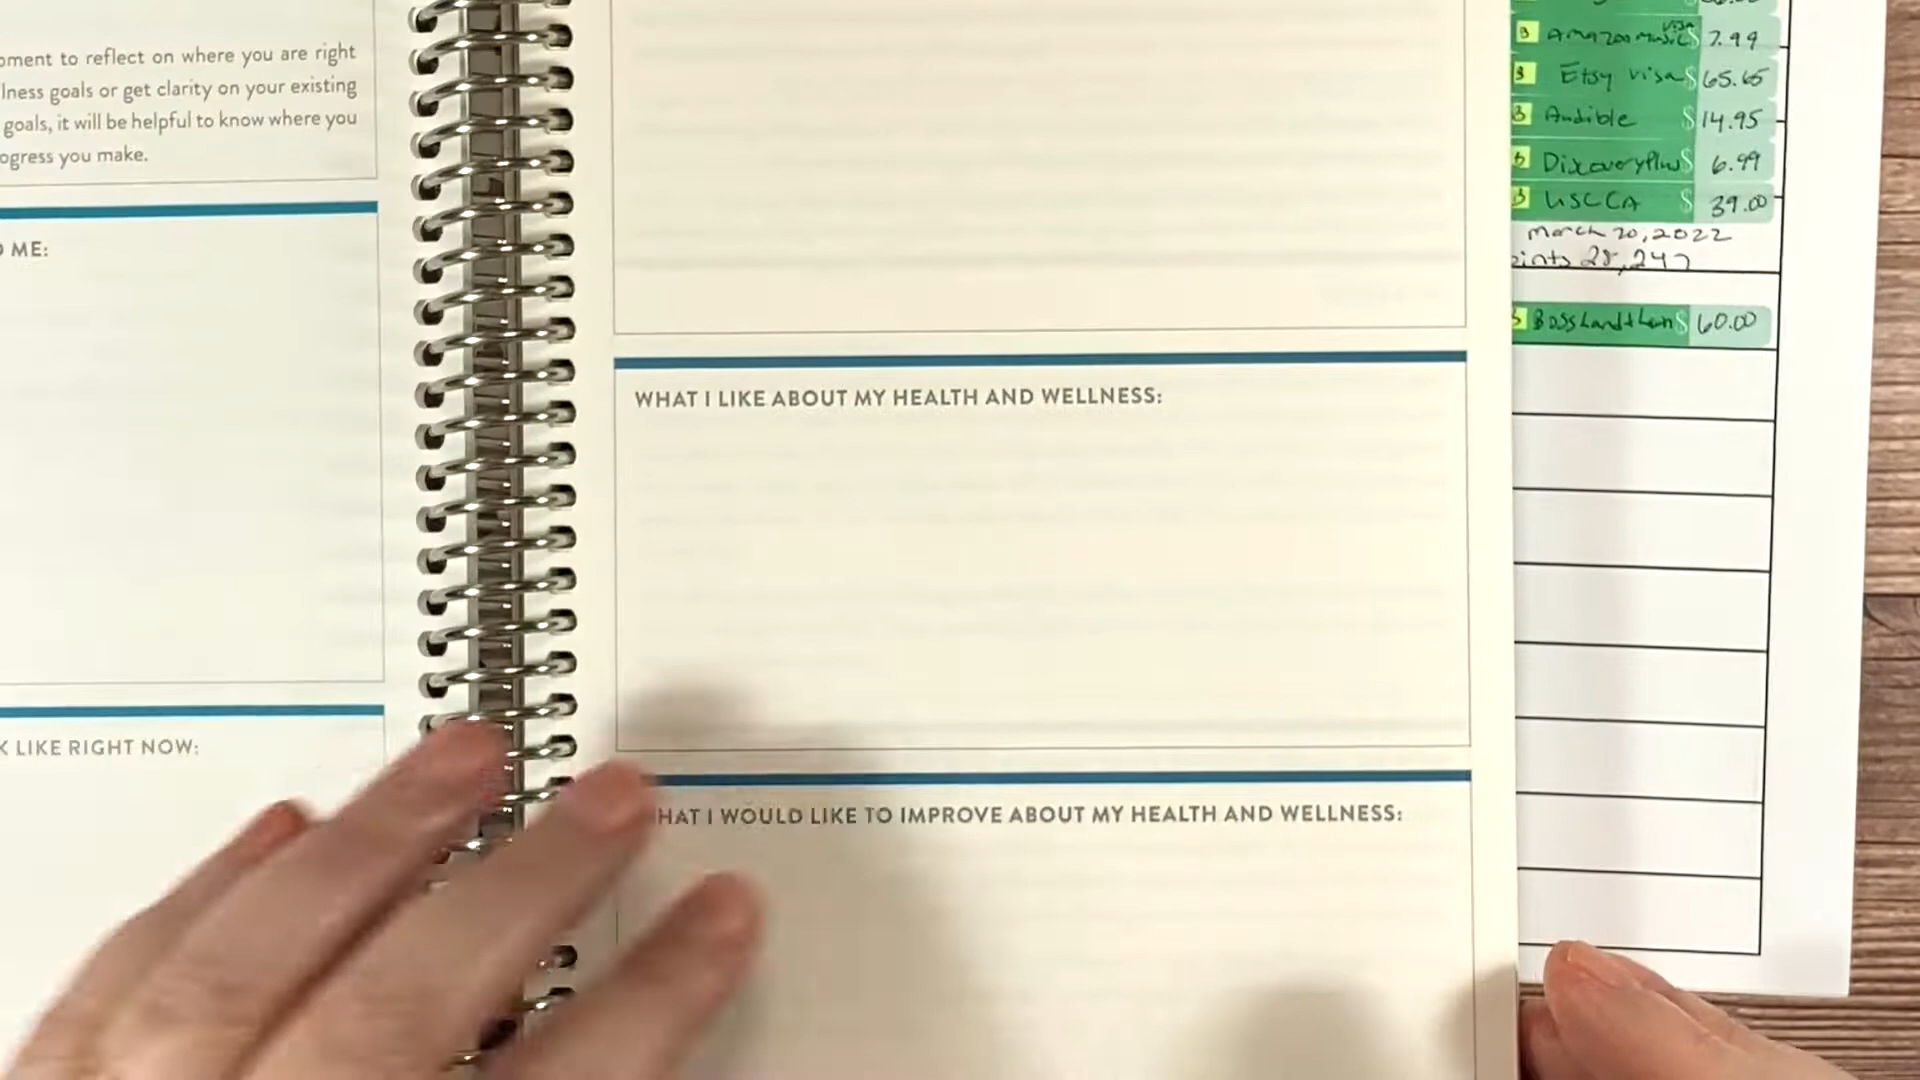 oment to reflect on where you are right
lness goals or get clarity on your existing
goals, it will be helpful to know where you
ogress you make.
ME:
LIKE RIGHT NOW:
WHAT I LIKE ABOUT MY HEALTH AND WELLNESS:
HAT I WOULD LIKE TO IMPROVE ABOUT MY HEALTH AND WELLNESS:
B Amazon music visa $ 7.99
B Etsy visa $ 65.65
B Audible $ 14.95
B Discoveryplus $ 6.99
B USCCA $ 39.00
march 20, 2022
oints 28,247
$ 60.00